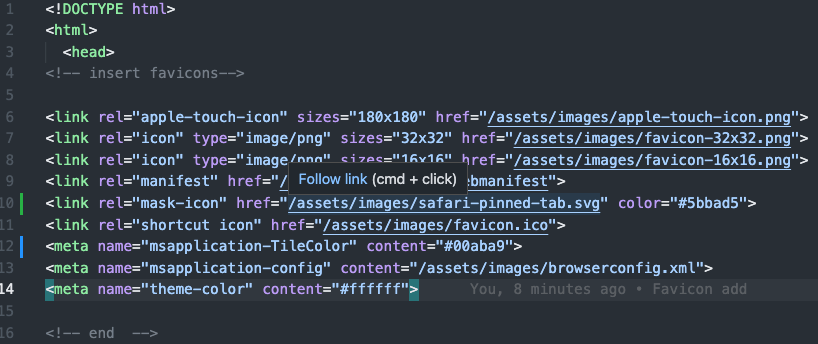 1 <!DOCTYPE html>
2 <html>
3 <head>
4 <!-- insert favicons-->
5
6 <link rel="apple-touch-icon" sizes="180x180" href="/assets/images/apple-touch-icon.png">
7 <link rel="icon" type="image/png" sizes="32x32" href="/assets/images/favicon-32x32.png">
8 <link rel="icon" type="image/png" sizes="16x16" href="/assets/images/favicon-16x16.png">
Follow link (cmd + click)
9 <link rel="manifest" href="/ ebmanifest">
10 <link rel="mask-icon" href="/assets/images/safari-pinned-tab.svg" color="#5bbad5">
11 <link rel="shortcut icon" href="/assets/images/favicon.ico">
12 <meta name="msapplication-TileColor" content="#00aba9">
13 <meta name="msapplication-config" content="/assets/images/browserconfig.xml">
14 <meta name="theme-color" content="#ffffff"> You, 8 minutes ago • Favicon add
15
16 <!-- end -->